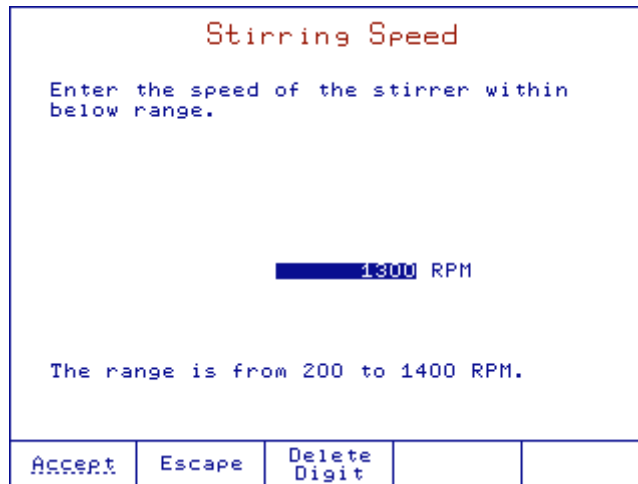 Stirring Speed
Enter the speed of the stirrer within
below range.
1300 RPM
The range is from 200 to 1400 RPM.
Accept
Escape
Delete
Digit